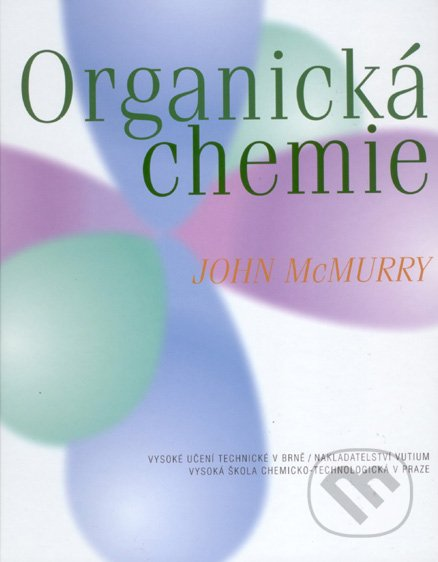 Organická
chemie
JOHN McMURRY
VYSOKÉ UČENÍ TECHNICKÉ V BRNĚ / NAKLADATELSTVÍ VUTIUM
VYSOKÁ ŠKOLA CHEMICKO-TECHNOLOGICKÁ V PRAZE